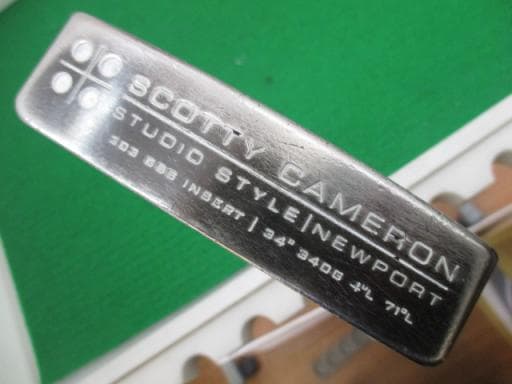 SCOTTY CAMERON
STUDIO STYLE | NEWPORT
303 GSS INSERT | 34" 340G 4°L 71°L